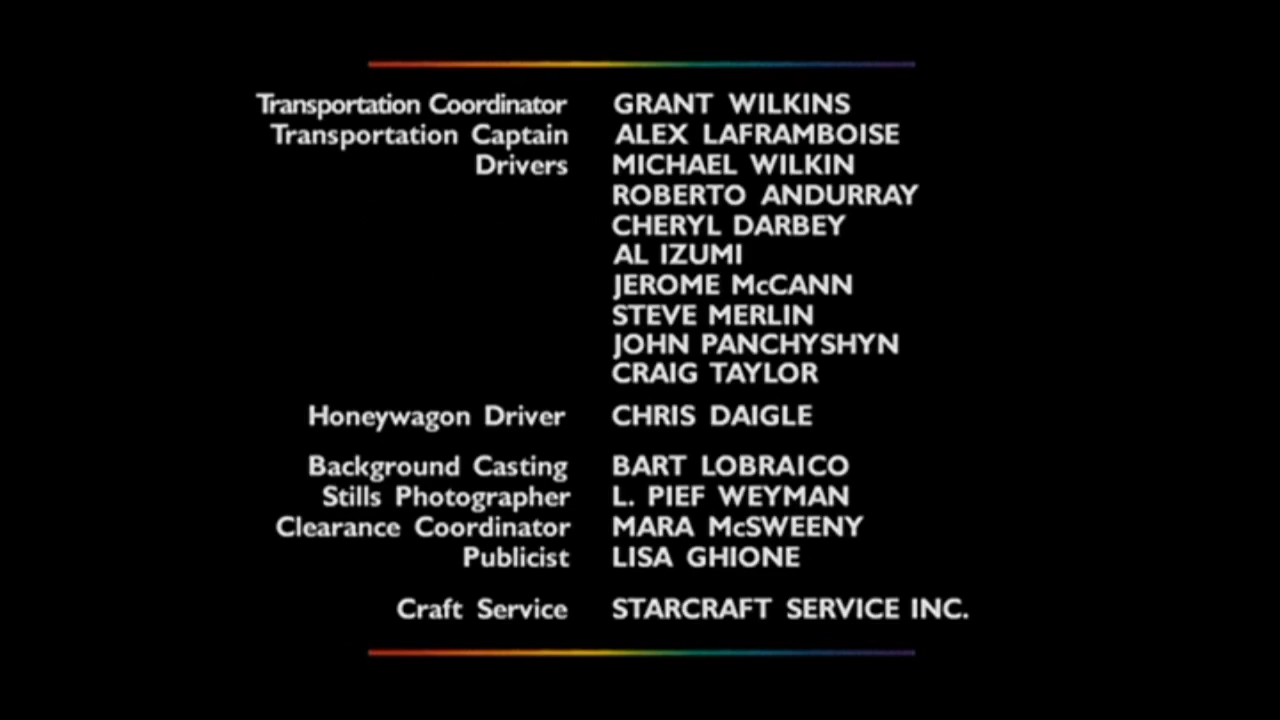 Transportation Coordinator GRANT WILKINS
Transportation Captain ALEX LAFRAMBOISE
Drivers MICHAEL WILKIN
ROBERTO ANDURRAY
CHERYL DARBEY
AL IZUMI
JEROME McCANN
STEVE MERLIN
JOHN PANCHYSHYN
CRAIG TAYLOR
Honeywagon Driver CHRIS DAIGLE
Background Casting BART LOBRAICO
Stills Photographer L. PIEF WEYMAN
Clearance Coordinator MARA McSWEENY
Publicist LISA GHIONE
Craft Service STARCRAFT SERVICE INC.